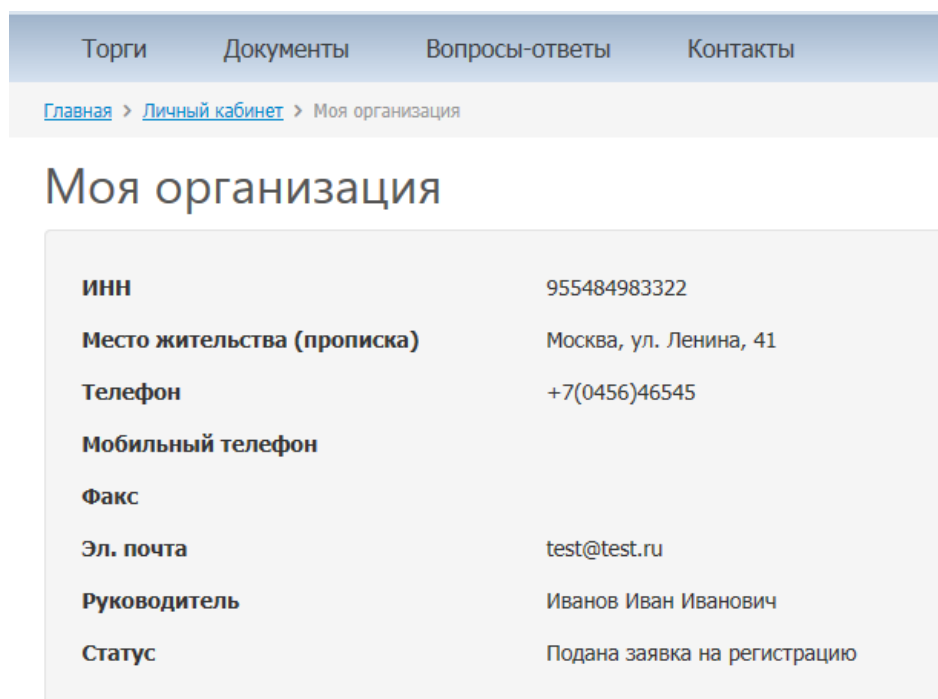 Торги Документы Вопросы-ответы Контакты
Главная > Личный кабинет > Моя организация
Моя организация
ИНН 955484983322
Место жительства (прописка) Москва, ул. Ленина, 41
Телефон +7(0456)46545
Мобильный телефон
Факс
Эл. почта test@test.ru
Руководитель Иванов Иван Иванович
Статус Подана заявка на регистрацию